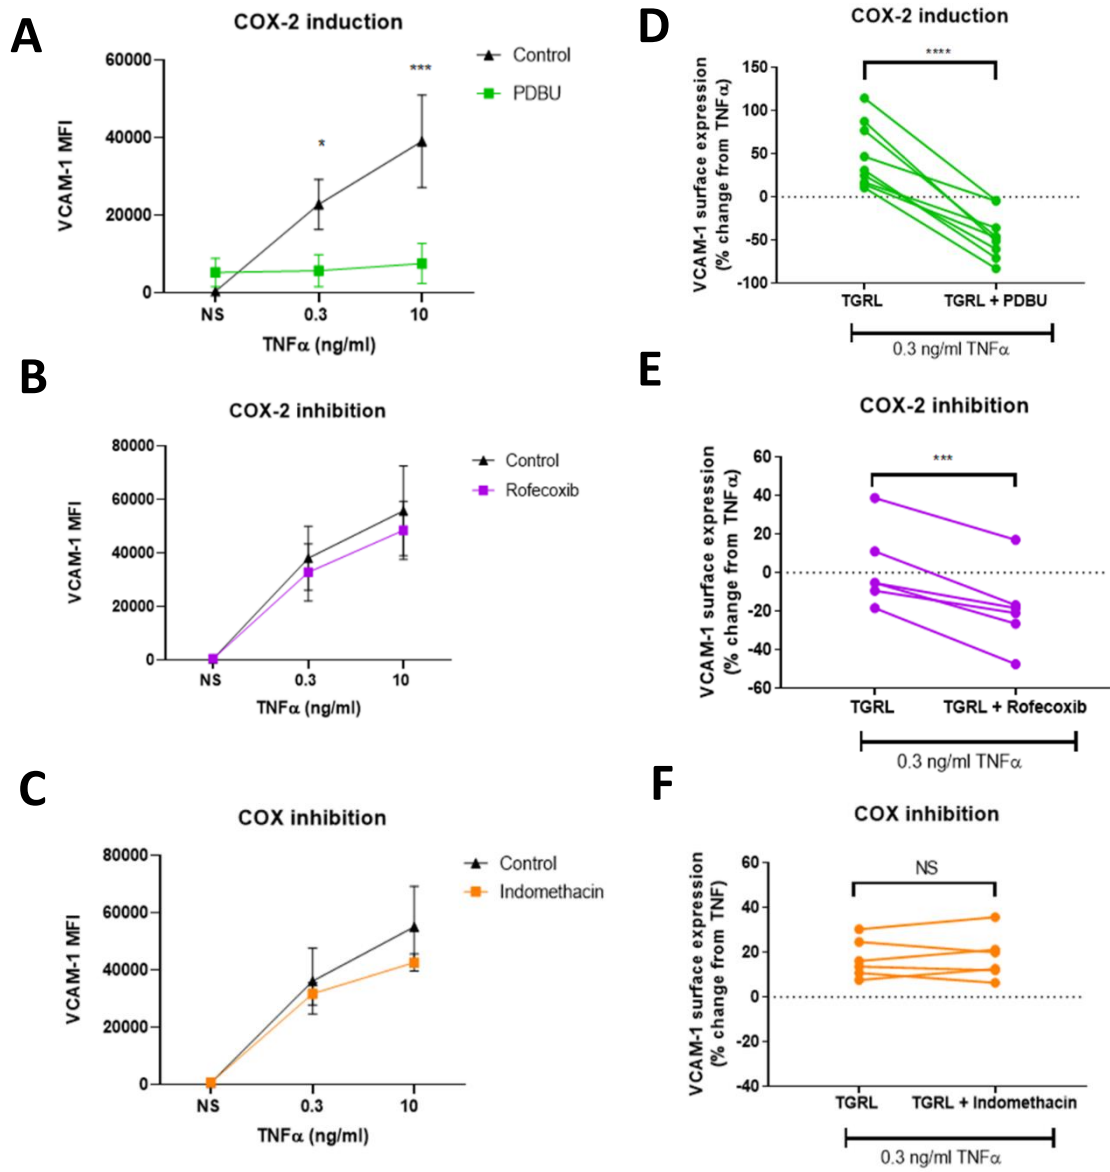 A
COX-2 induction
VCAM-1 MFI
60000
40000
20000
0
*
***
Control
PDBU
NS
0.3
10
TNFα (ng/ml)
B
COX-2 inhibition
VCAM-1 MFI
80000
60000
40000
20000
0
Control
Rofecoxib
NS
0.3
10
TNFα (ng/ml)
C
COX inhibition
VCAM-1 MFI
80000
60000
40000
20000
0
Control
Indomethacin
NS
0.3
10
TNFα (ng/ml)
D
COX-2 induction
VCAM-1 surface expression
(% change from TNFα)
150
100
50
0
-50
-100
****
TGRL
TGRL + PDBU
0.3 ng/ml TNFα
E
COX-2 inhibition
VCAM-1 surface expression
(% change from TNFα)
60
40
20
0
-20
-40
-60
***
TGRL
TGRL + Rofecoxib
0.3 ng/ml TNFα
F
COX inhibition
VCAM-1 surface expression
(% change from TNF)
60
40
20
0
-20
-40
NS
TGRL
TGRL + Indomethacin
0.3 ng/ml TNFα